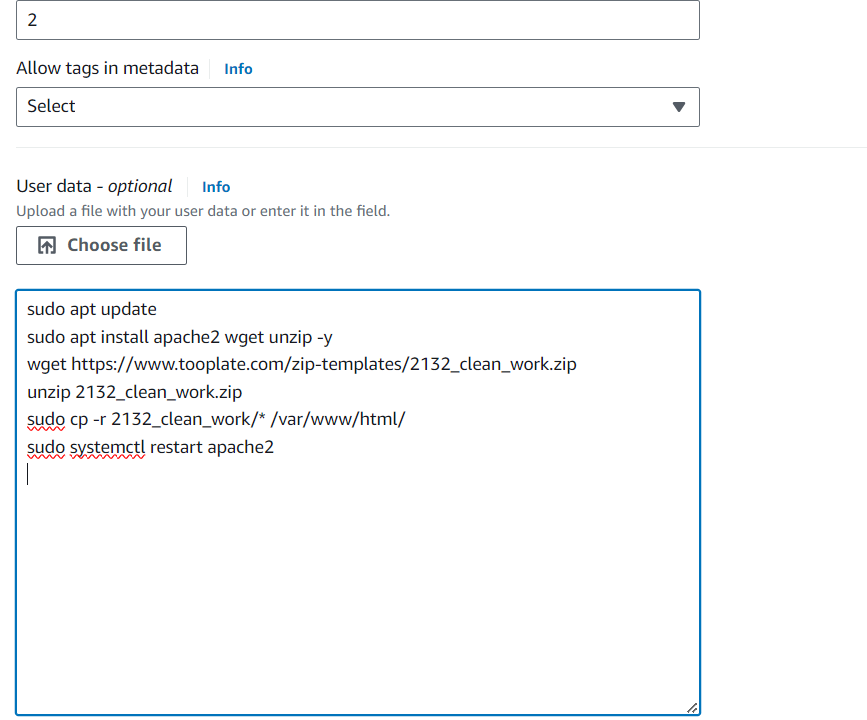 2
Allow tags in metadata Info
Select
User data - optional Info
Upload a file with your user data or enter it in the field.
Choose file
sudo apt update
sudo apt install apache2 wget unzip -y
wget https://www.tooplate.com/zip-templates/2132_clean_work.zip
unzip 2132_clean_work.zip
sudo cp -r 2132_clean_work/* /var/www/html/
sudo systemctl restart apache2